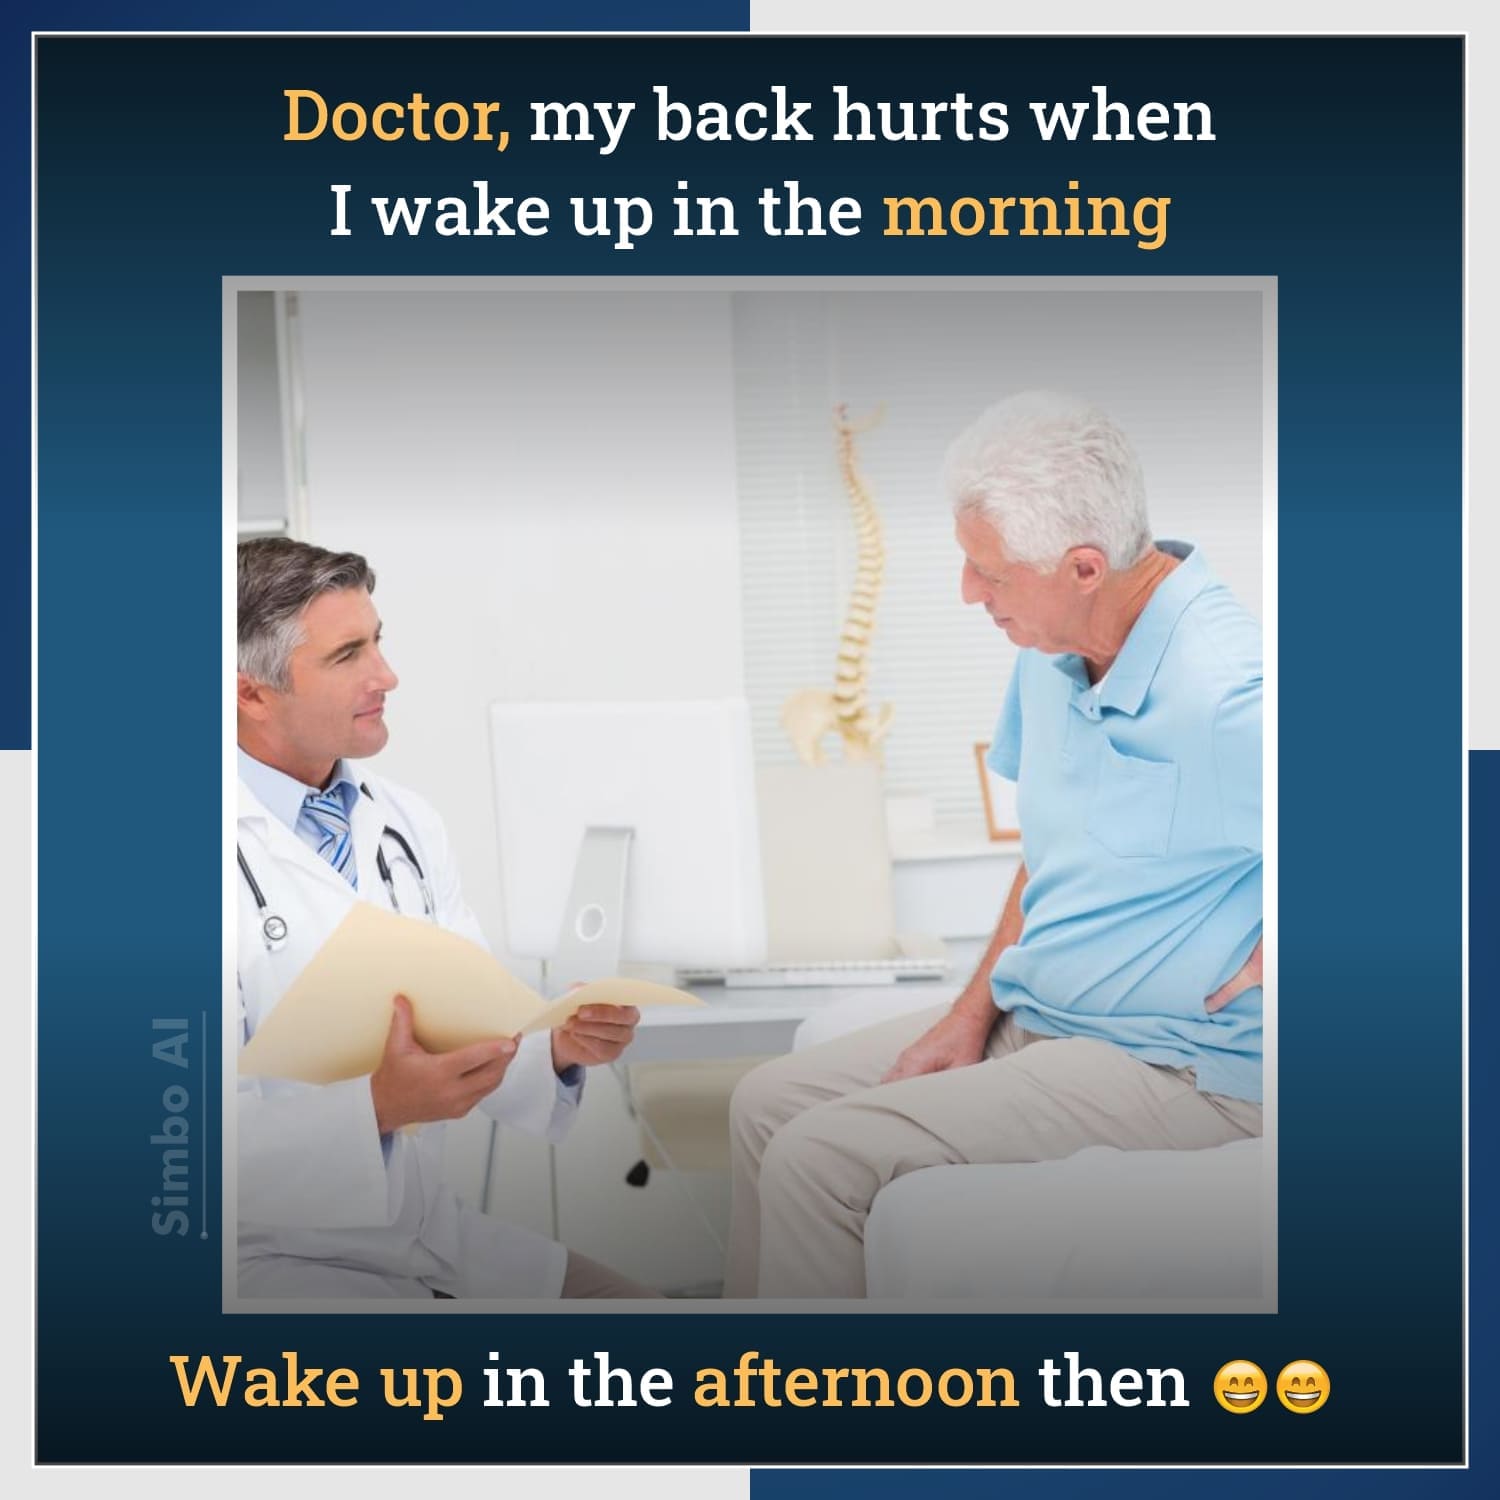 Doctor, my back hurts when
I wake up in the morning
Simbo AI
Wake up in the afternoon then 😄😄